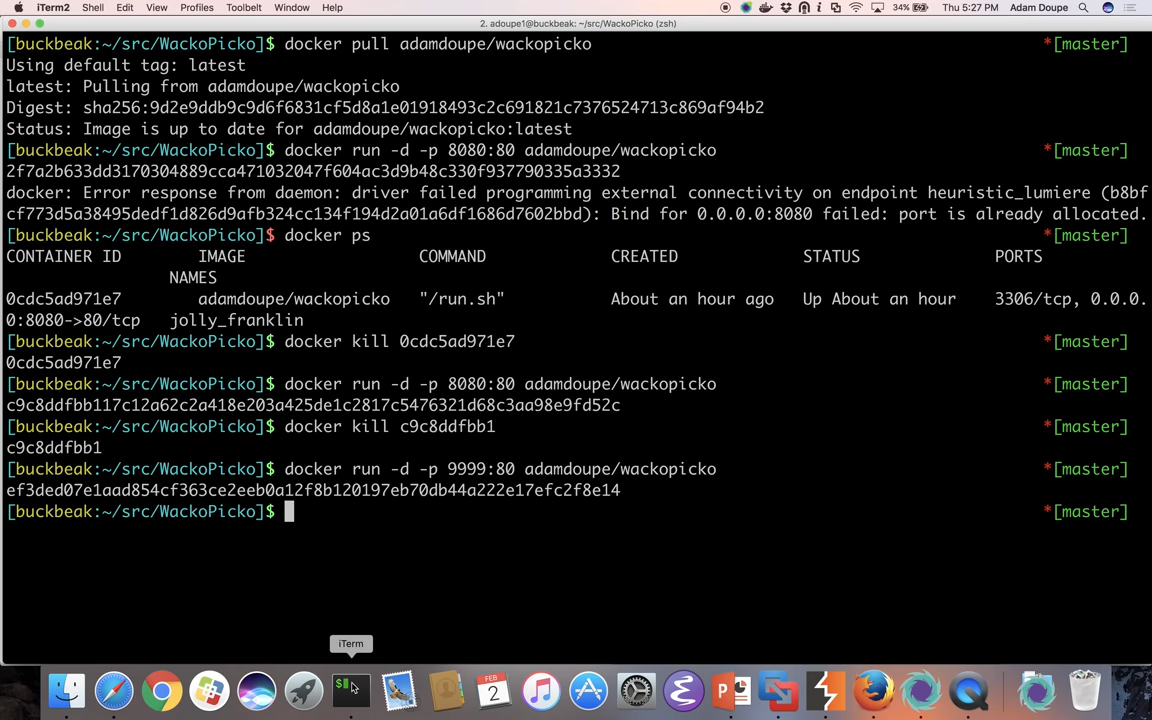 iTerm2 Shell Edit View Profiles Toolbelt Window Help 34% Thu 5:27 PM Adam Doupe
2. adoupe1@buckbeak: ~/src/WackoPicko (zsh)
[buckbeak:~/src/WackoPicko]$ docker pull adamdoupe/wackopicko *[master]
Using default tag: latest
latest: Pulling from adamdoupe/wackopicko
Digest: sha256:9d2e9ddb9c9d6f6831cf5d8a1e01918493c2c691821c7376524713c869af94b2
Status: Image is up to date for adamdoupe/wackopicko:latest
[buckbeak:~/src/WackoPicko]$ docker run -d -p 8080:80 adamdoupe/wackopicko *[master]
2f7a2b633dd3170304889cca471032047f604ac3d9b48c330f937790335a3332
docker: Error response from daemon: driver failed programming external connectivity on endpoint heuristic_lumiere (b8bf
cf773d5a38495dedf1d826d9afb324cc134f194d2a01a6df1686d7602bbd): Bind for 0.0.0.0:8080 failed: port is already allocated.
[buckbeak:~/src/WackoPicko]$ docker ps *[master]
CONTAINER ID IMAGE COMMAND CREATED STATUS PORTS
NAMES
0cdc5ad971e7 adamdoupe/wackopicko "/run.sh" About an hour ago Up About an hour 3306/tcp, 0.0.0.
0:8080->80/tcp jolly_franklin
[buckbeak:~/src/WackoPicko]$ docker kill 0cdc5ad971e7 *[master]
0cdc5ad971e7
[buckbeak:~/src/WackoPicko]$ docker run -d -p 8080:80 adamdoupe/wackopicko *[master]
c9c8ddfbb117c12a62c2a418e203a425de1c2817c5476321d68c3aa98e9fd52c
[buckbeak:~/src/WackoPicko]$ docker kill c9c8ddfbb1 *[master]
c9c8ddfbb1
[buckbeak:~/src/WackoPicko]$ docker run -d -p 9999:80 adamdoupe/wackopicko *[master]
ef3ded07e1aad854cf363ce2eeb0a12f8b120197eb70db44a222e17efc2f8e14
[buckbeak:~/src/WackoPicko]$ *[master]
iTerm
$
FEB
2
P